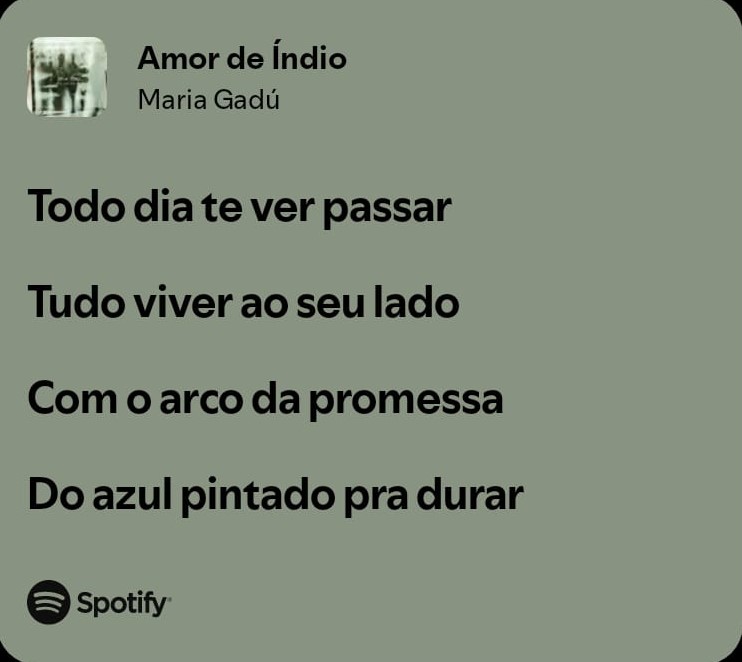 Amor de Índio
Maria Gadú
Todo dia te ver passar
Tudo viver ao seu lado
Com o arco da promessa
Do azul pintado pra durar
Spotify